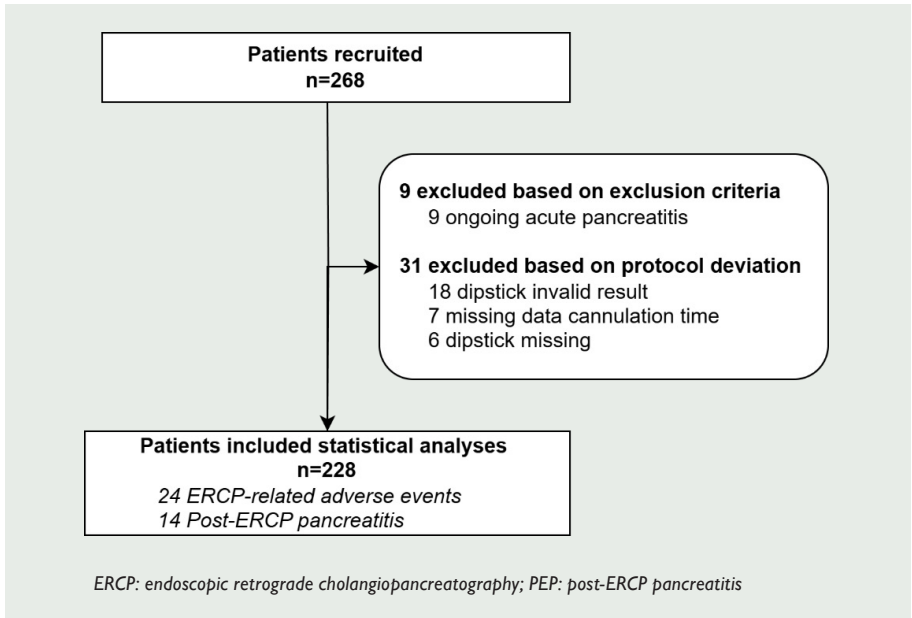 Patients recruited
n=268
9 excluded based on exclusion criteria
9 ongoing acute pancreatitis
31 excluded based on protocol deviation
18 dipstick invalid result
7 missing data cannulation time
6 dipstick missing
Patients included statistical analyses
n=228
24 ERCP-related adverse events
14 Post-ERCP pancreatitis
ERCP: endoscopic retrograde cholangiopancreatography; PEP: post-ERCP pancreatitis